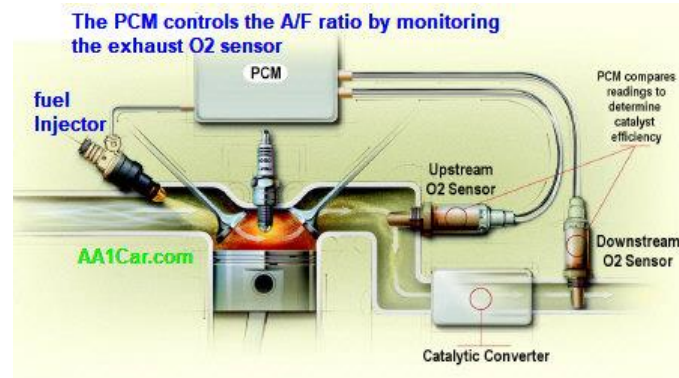 The PCM controls the A/F ratio by monitoring
the exhaust O2 sensor
PCM
PCM compares
readings to
determine
catalyst
efficiency
fuel
Injector
Upstream
O2 Sensor
Downstream
O2 Sensor
AA1Car.com
Catalytic Converter